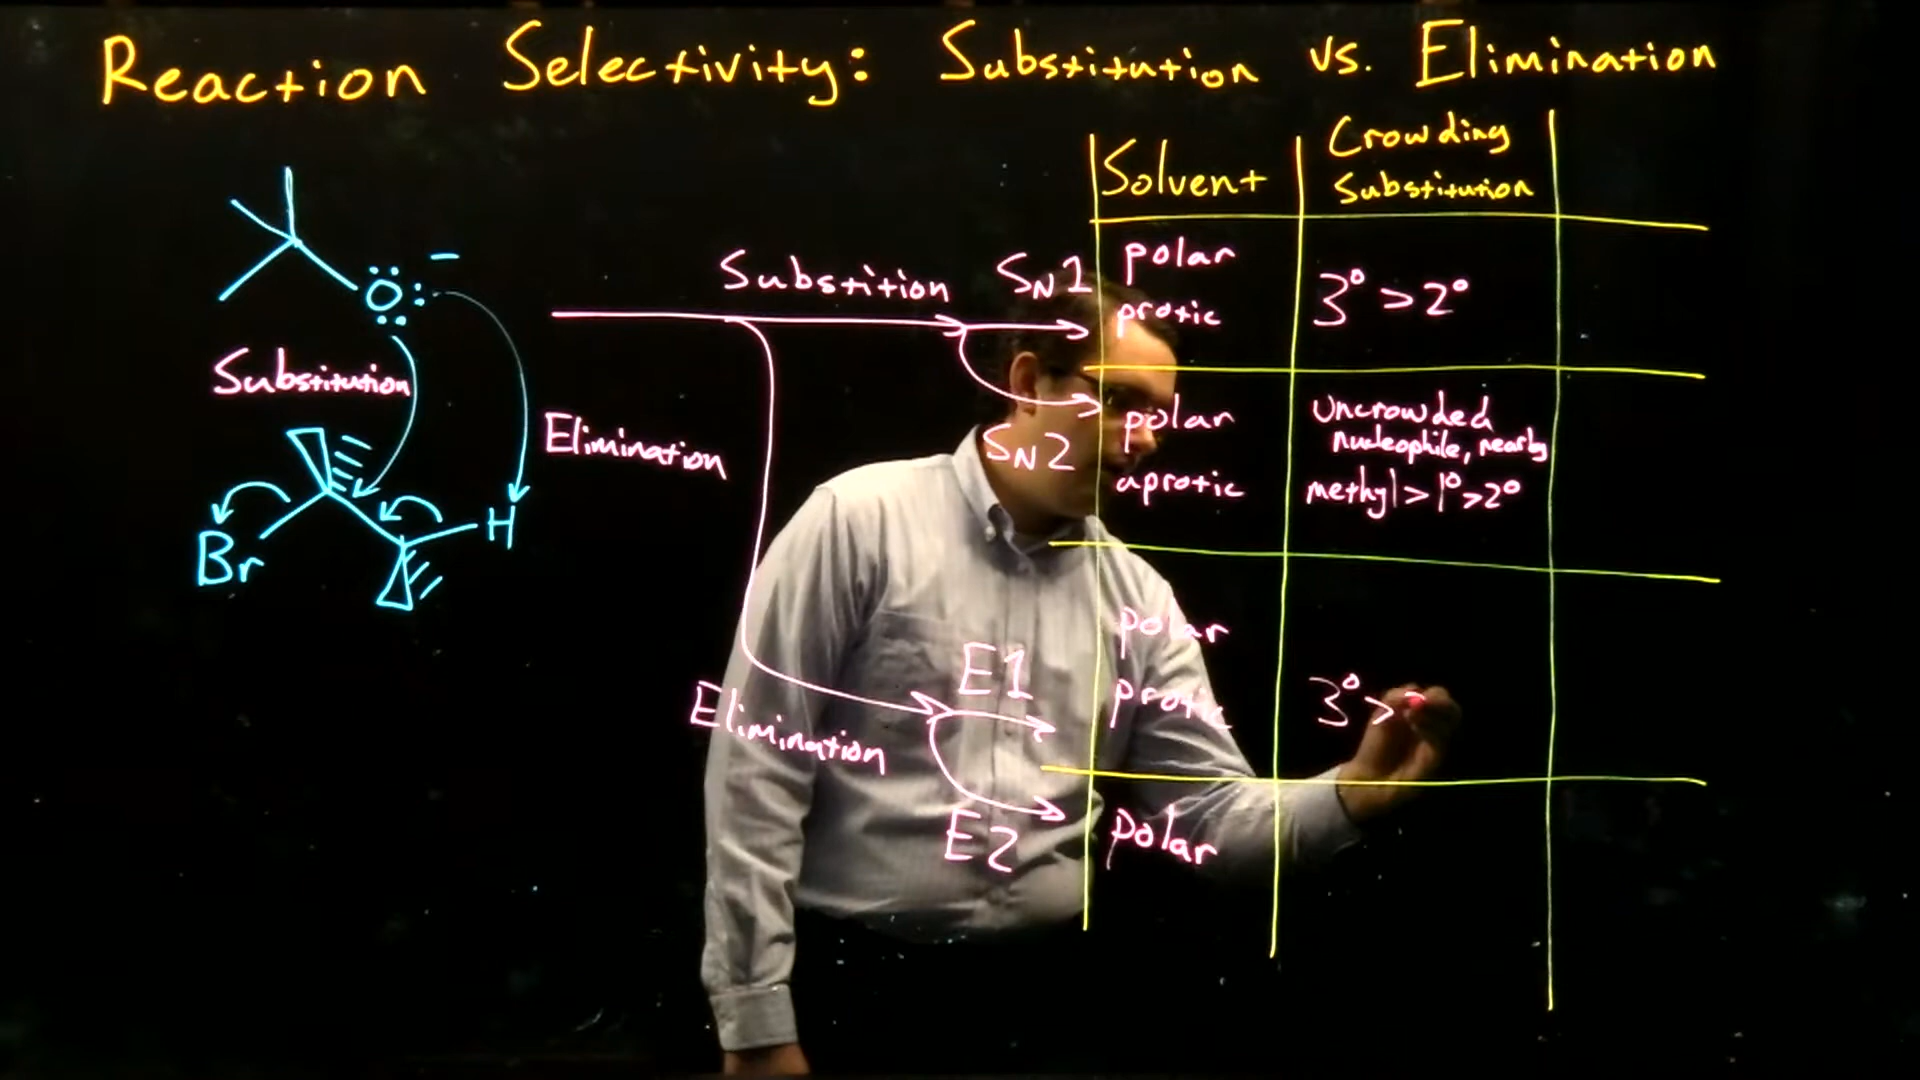 Reaction Selectivity: Substitution vs. Elimination
Solvent
Crowding
Substitution
:O: −
Substitution
Br
H
Elimination
Substition
SN1
polar
protic
3° > 2°
SN2
polar
aprotic
Uncrowded
nucleophile, nearby
methyl > 1° > 2°
Elimination
E1
polar
protic
3° >
E2
polar